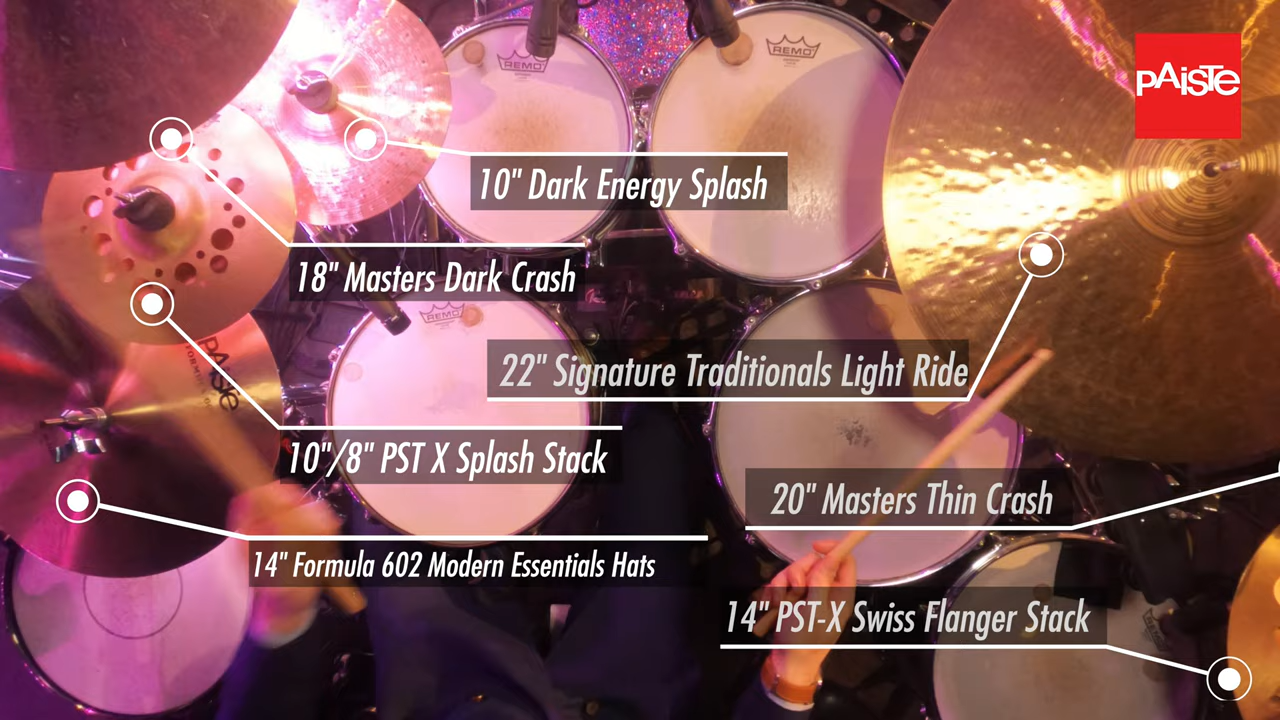 REMO
REMO
PAiSTe
10" Dark Energy Splash
18" Masters Dark Crash
REMO
PAiSTe
22" Signature Traditionals Light Ride
10"/8" PST X Splash Stack
20" Masters Thin Crash
14" Formula 602 Modern Essentials Hats
14" PST-X Swiss Flanger Stack